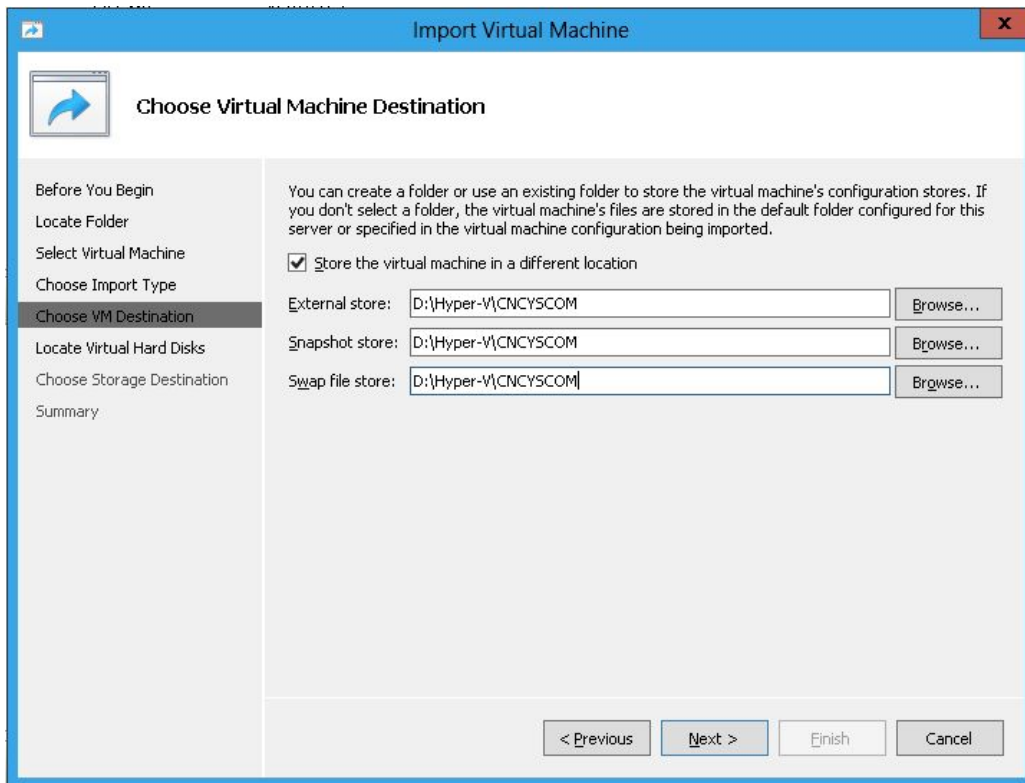 Import Virtual Machine
x
Choose Virtual Machine Destination
Before You Begin
Locate Folder
Select Virtual Machine
Choose Import Type
Choose VM Destination
Locate Virtual Hard Disks
Choose Storage Destination
Summary
You can create a folder or use an existing folder to store the virtual machine's configuration stores. If
you don't select a folder, the virtual machine's files are stored in the default folder configured for this
server or specified in the virtual machine configuration being imported.
Store the virtual machine in a different location
External store: D:\Hyper-V\CNCYSCOM Browse...
Snapshot store: D:\Hyper-V\CNCYSCOM Browse...
Swap file store: D:\Hyper-V\CNCYSCOM Browse...
< Previous Next > Finish Cancel